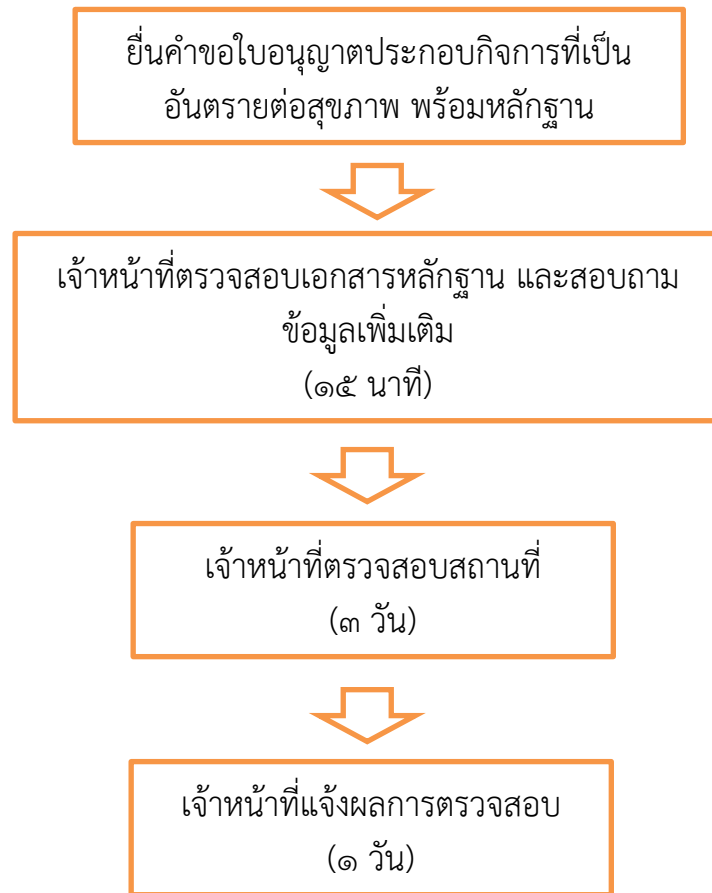 ยื่นคำขอใบอนุญาตประกอบกิจการที่เป็น
อันตรายต่อสุขภาพ พร้อมหลักฐาน
เจ้าหน้าที่ตรวจสอบเอกสารหลักฐาน และสอบถาม
ข้อมูลเพิ่มเติม
(๑๕ นาที)
เจ้าหน้าที่ตรวจสอบสถานที่
(๓ วัน)
เจ้าหน้าที่แจ้งผลการตรวจสอบ
(๑ วัน)